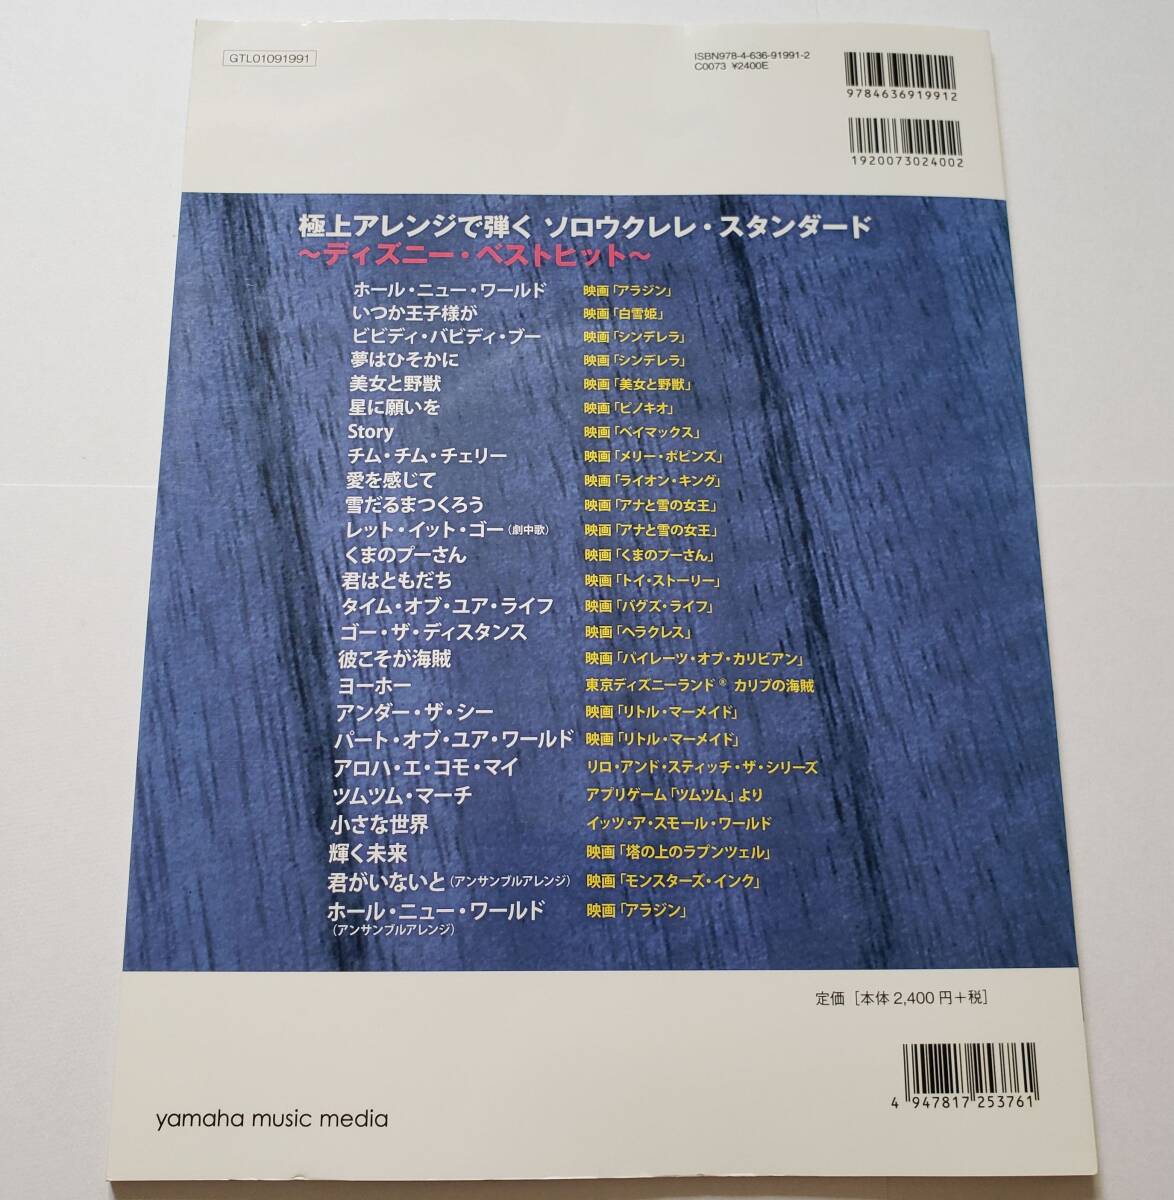 GTL01091991
ISBN978-4-636-91991-2
C0073 ¥2400E
9784636919912
1920073024002
極上アレンジで弾く ソロウクレレ・スタンダード
～ディズニー・ベストヒット～
ホール・ニュー・ワールド 映画「アラジン」
いつか王子様が 映画「白雪姫」
ビビディ・バビディ・ブー 映画「シンデレラ」
夢はひそかに 映画「シンデレラ」
美女と野獣 映画「美女と野獣」
星に願いを 映画「ピノキオ」
Story 映画「ベイマックス」
チム・チム・チェリー 映画「メリー・ポピンズ」
愛を感じて 映画「ライオン・キング」
雪だるまつくろう 映画「アナと雪の女王」
レット・イット・ゴー（劇中歌） 映画「アナと雪の女王」
くまのプーさん 映画「くまのプーさん」
君はともだち 映画「トイ・ストーリー」
タイム・オブ・ユア・ライフ 映画「バグズ・ライフ」
ゴー・ザ・ディスタンス 映画「ヘラクレス」
彼こそが海賊 映画「パイレーツ・オブ・カリビアン」
ヨーホー 東京ディズニーランド® カリブの海賊
アンダー・ザ・シー 映画「リトル・マーメイド」
パート・オブ・ユア・ワールド 映画「リトル・マーメイド」
アロハ・エ・コモ・マイ リロ・アンド・スティッチ・ザ・シリーズ
ツムツム・マーチ アプリゲーム「ツムツム」より
小さな世界 イッツ・ア・スモール・ワールド
輝く未来 映画「塔の上のラプンツェル」
君がいないと（アンサンブルアレンジ） 映画「モンスターズ・インク」
ホール・ニュー・ワールド 映画「アラジン」
（アンサンブルアレンジ）
定価［本体2,400円＋税］
4 947817 253761
yamaha music media